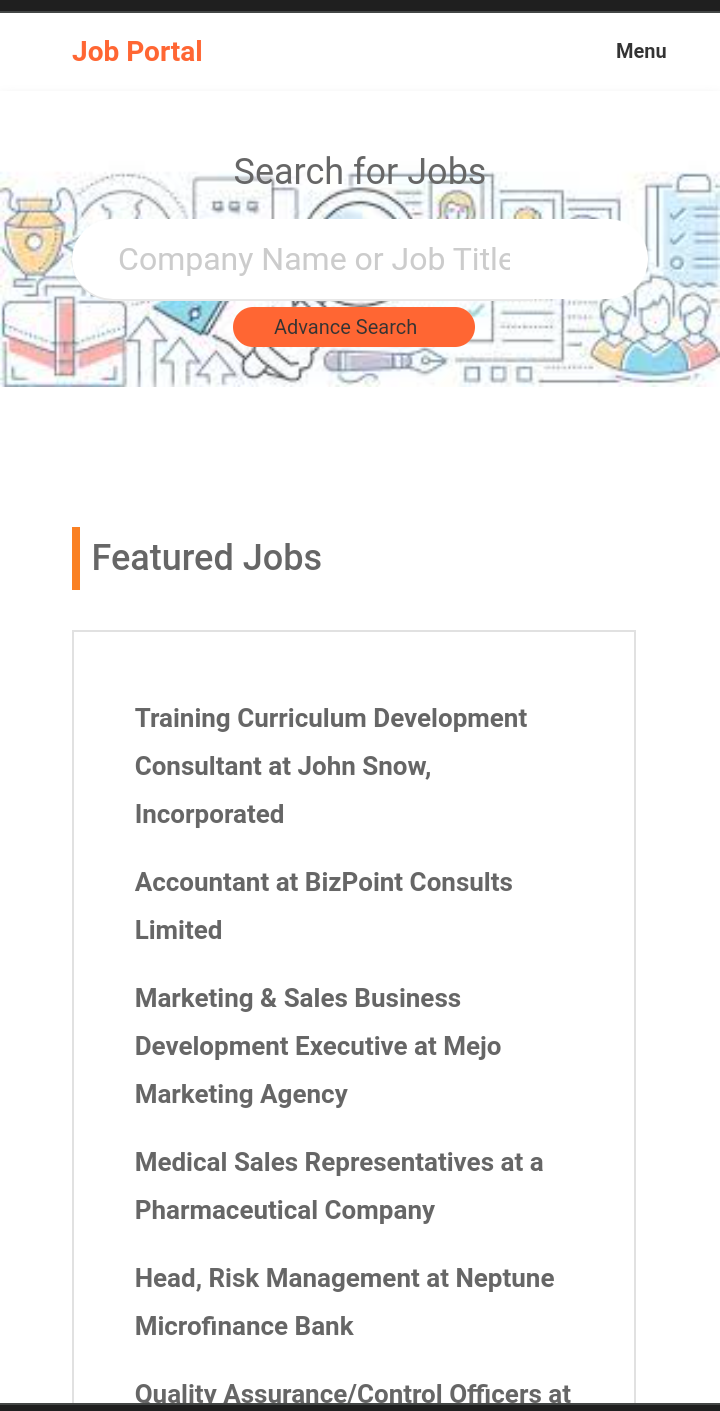 Job Portal
Menu
Search for Jobs
Company Name or Job Title
Advance Search
Featured Jobs
Training Curriculum Development
Consultant at John Snow,
Incorporated
Accountant at BizPoint Consults
Limited
Marketing & Sales Business
Development Executive at Mejo
Marketing Agency
Medical Sales Representatives at a
Pharmaceutical Company
Head, Risk Management at Neptune
Microfinance Bank
Quality Assurance/Control Officers at